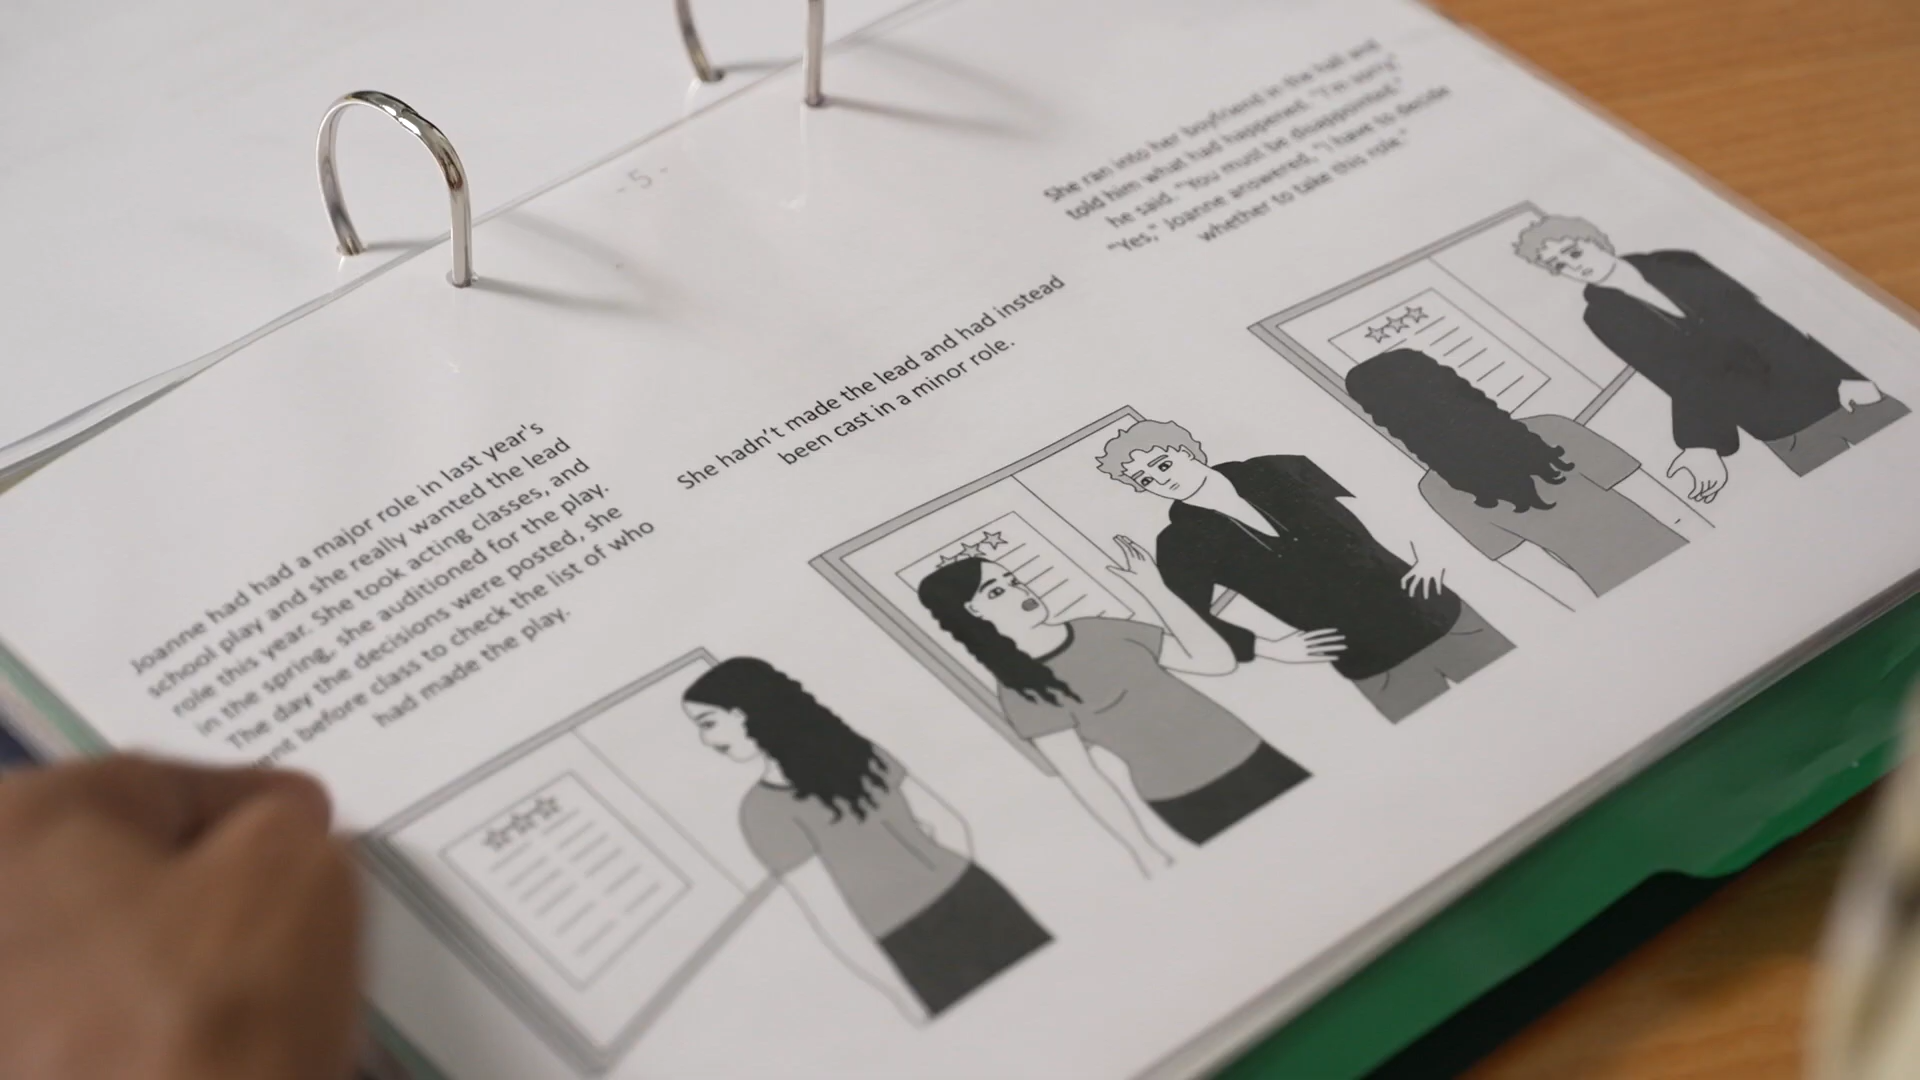 - 5 -
Joanne had had a major role in last year's
school play and she really wanted the lead
role this year. She took acting classes, and
in the spring, she auditioned for the play.
The day the decisions were posted, she
went before class to check the list of who
had made the play.
She hadn't made the lead and had instead
been cast in a minor role.
She ran into her boyfriend in the hall and
told him what had happened. "I'm sorry,"
he said. "You must be disappointed."
"Yes," Joanne answered, "I have to decide
whether to take this role."